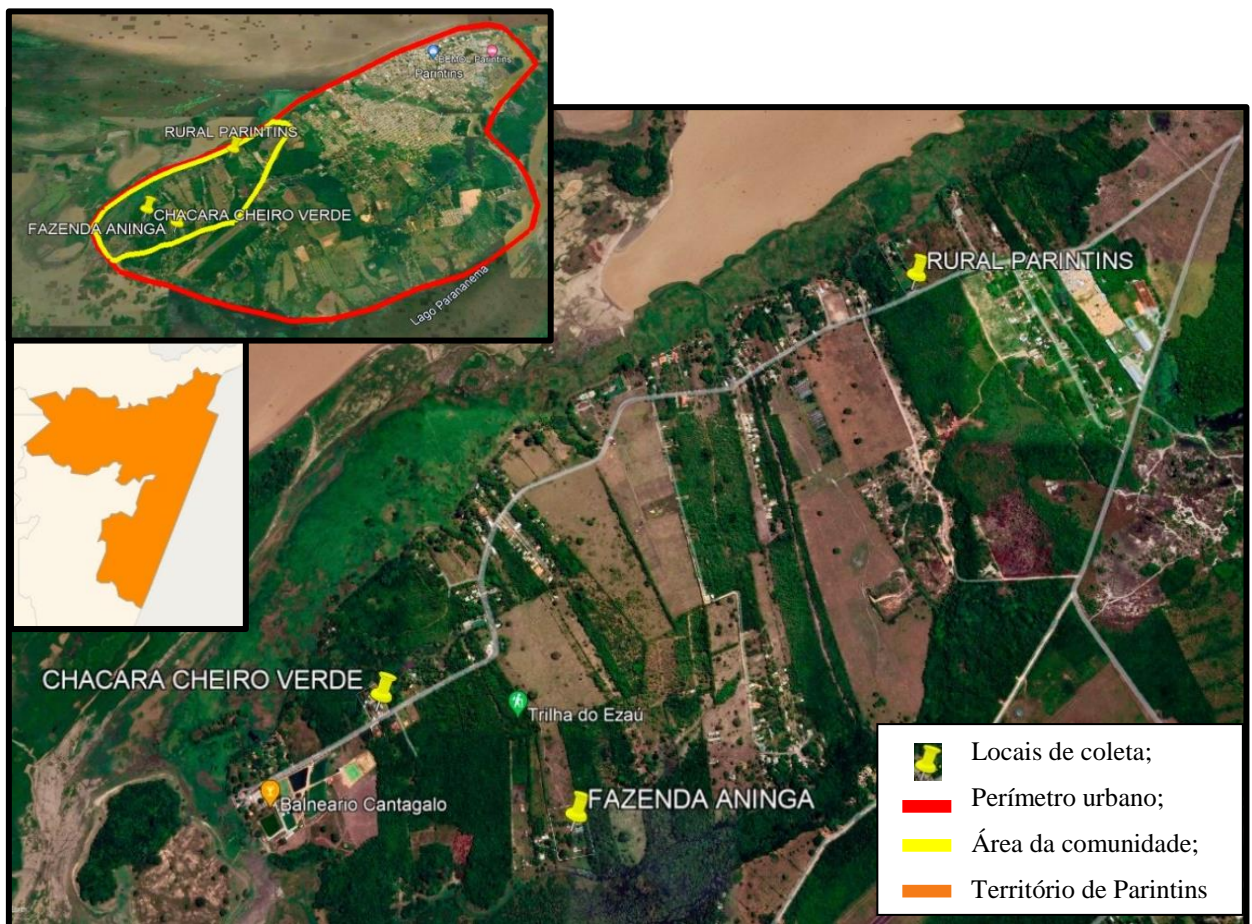 Parintins
RURAL PARINTINS
CHACARA CHEIRO VERDE
FAZENDA ANINGA
Lago Parananema
RURAL PARINTINS
CHACARA CHEIRO VERDE
Trilha do Ezaú
Balneario Cantagalo
FAZENDA ANINGA
Locais de coleta;
Perímetro urbano;
Área da comunidade;
Território de Parintins